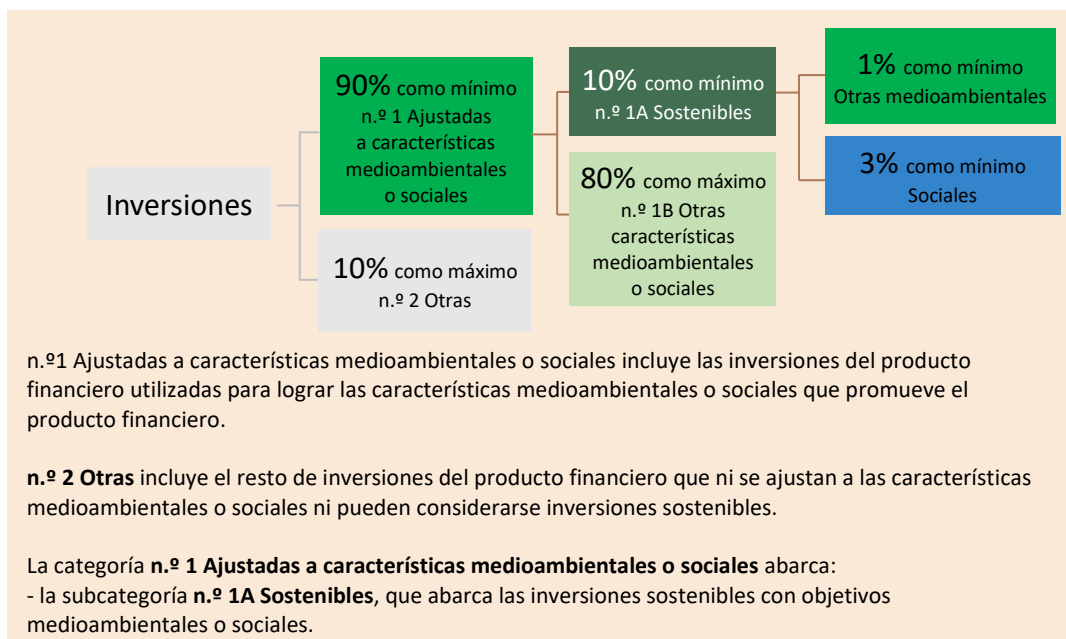 Inversiones
90% como mínimo
n.º 1 Ajustadas
a características
medioambientales
o sociales
10% como máximo
n.º 2 Otras
10% como mínimo
n.º 1A Sostenibles
80% como máximo
n.º 1B Otras
características
medioambientales
o sociales
1% como mínimo
Otras medioambientales
3% como mínimo
Sociales
n.º1 Ajustadas a características medioambientales o sociales incluye las inversiones del producto
financiero utilizadas para lograr las características medioambientales o sociales que promueve el
producto financiero.
n.º 2 Otras incluye el resto de inversiones del producto financiero que ni se ajustan a las características
medioambientales o sociales ni pueden considerarse inversiones sostenibles.
La categoría n.º 1 Ajustadas a características medioambientales o sociales abarca:
- la subcategoría n.º 1A Sostenibles, que abarca las inversiones sostenibles con objetivos
medioambientales o sociales.